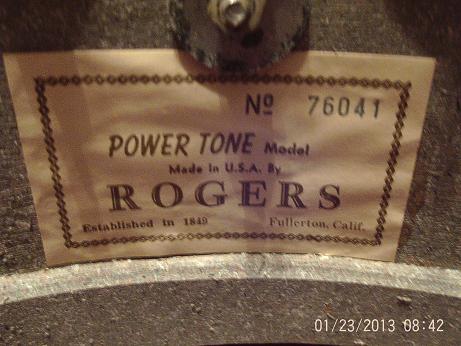 Nº 76041
POWER TONE Model
Made in U.S.A. By
ROGERS
Established in 1849 Fullerton, Calif.
01/23/2013 08:42